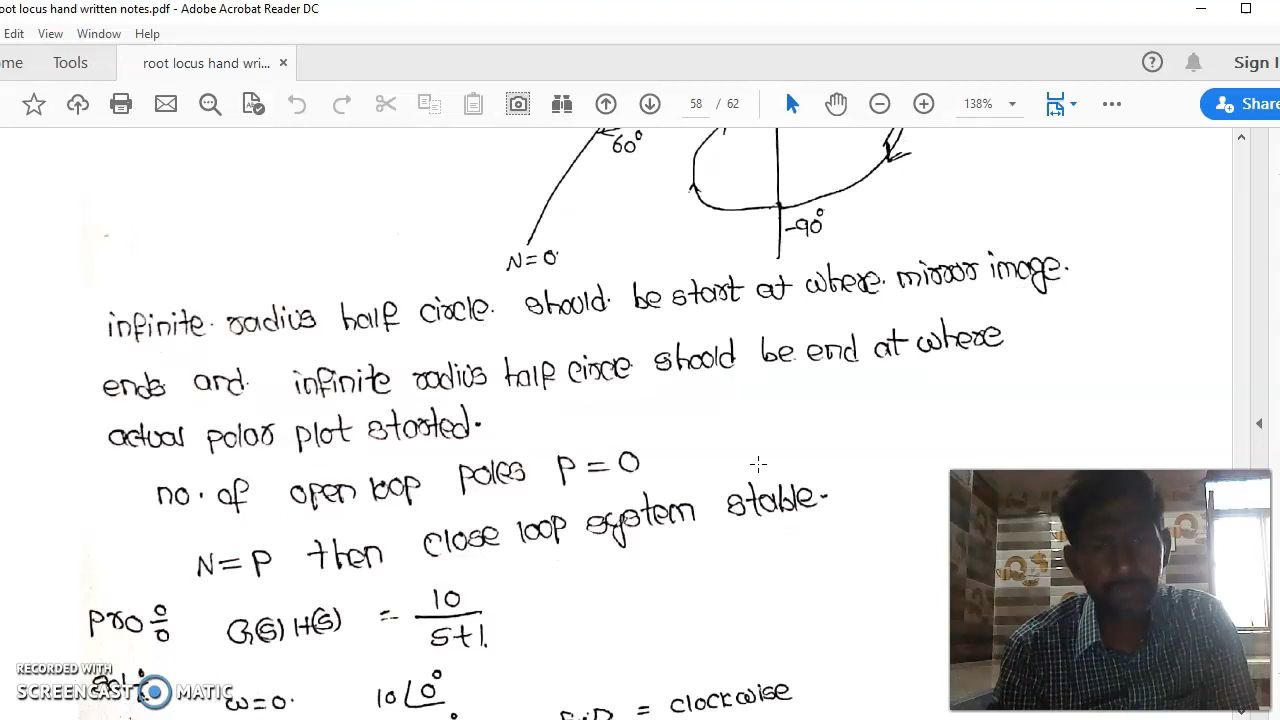 root locus hand written notes.pdf - Adobe Acrobat Reader DC
Edit View Window Help
ome Tools root locus hand wri... × Sign I
58 / 62 138% Share
60°
-90°
N=0
infinite radius half circle should be start at where mirror image.
ends and infinite radius half circe should be end at where
actual polar plot started.
no. of open loop poles P = 0
N=P then close loop system stable.
pro % G(s) H(s) = 10
s+1
RECORDED WITH
SCREENCAST MATIC
ω=0. 10∠0°
= clockwise